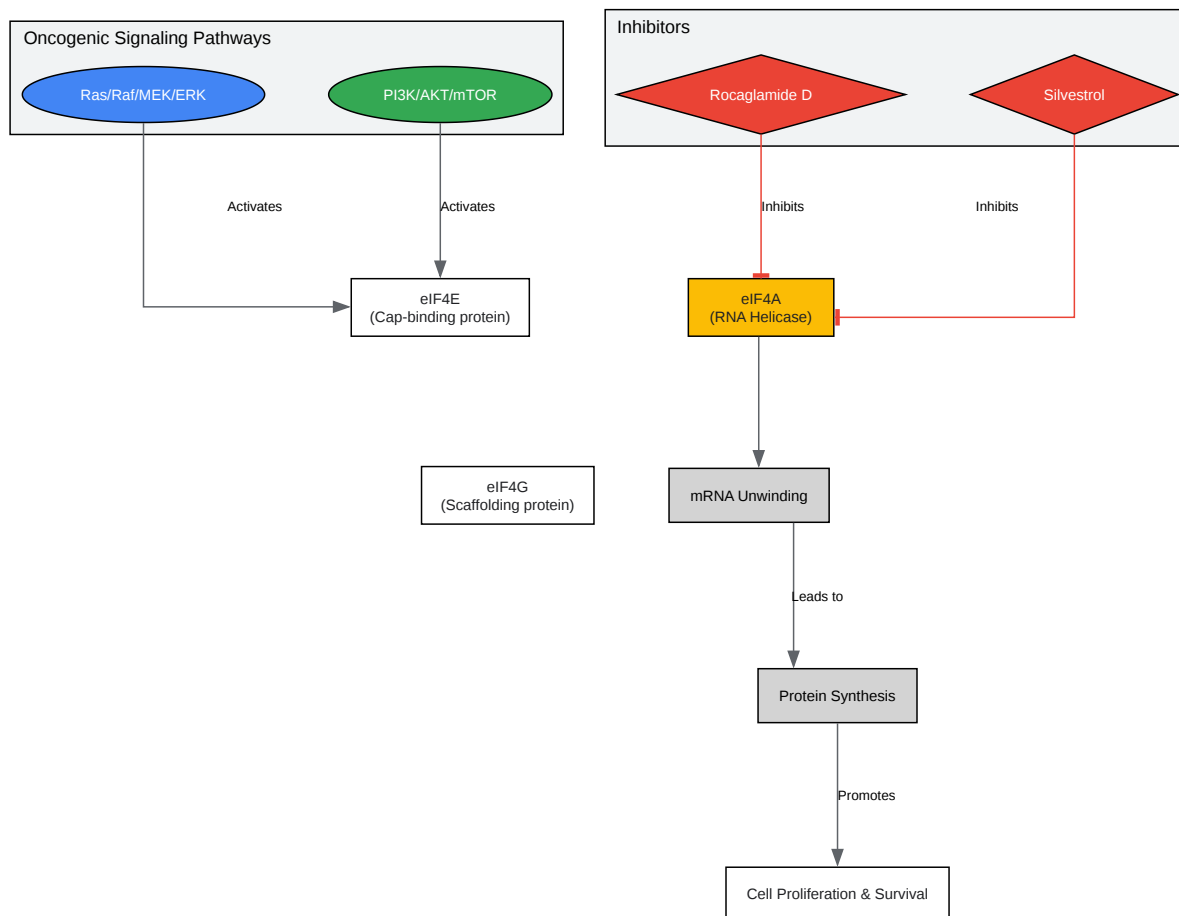 Oncogenic Signaling Pathways
Inhibitors
Ras/Raf/MEK/ERK
PI3K/AKT/mTOR
Rocaglamide D
Silvestrol
Activates
Activates
Inhibits
Inhibits
eIF4E
(Cap-binding protein)
eIF4A
(RNA Helicase)
eIF4G
(Scaffolding protein)
mRNA Unwinding
Leads to
Protein Synthesis
Promotes
Cell Proliferation & Survival